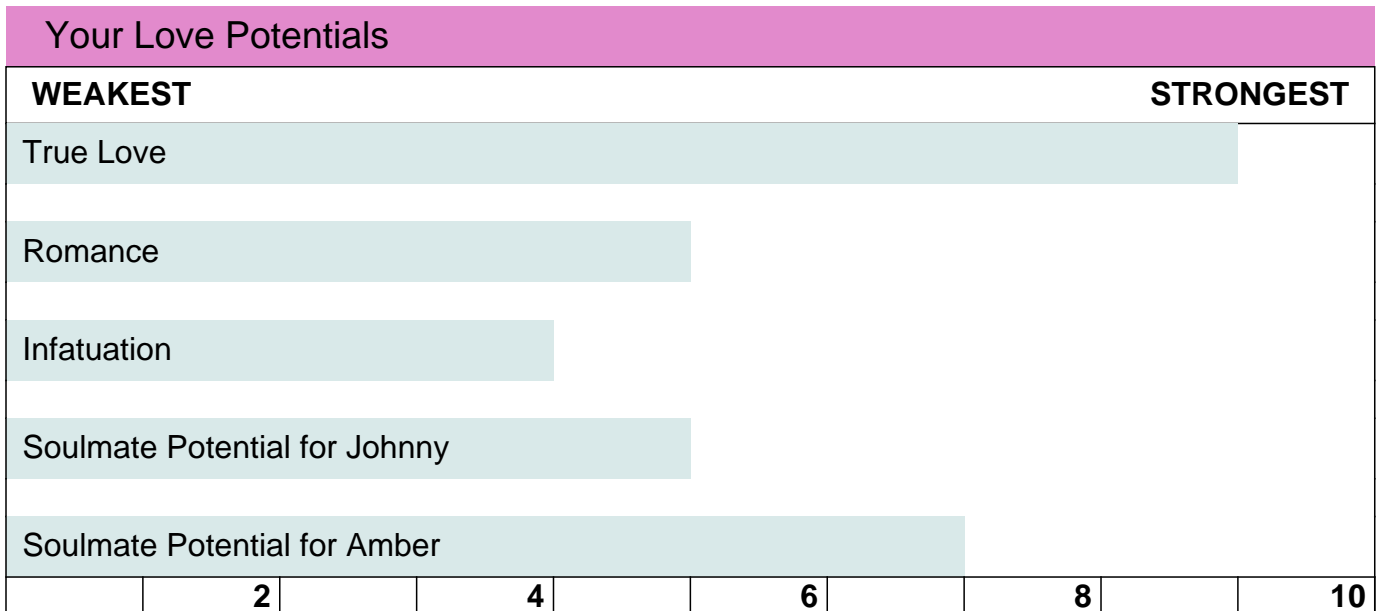 Your Love Potentials
WEAKEST STRONGEST
True Love
Romance
Infatuation
Soulmate Potential for Johnny
Soulmate Potential for Amber
2 4 6 8 10